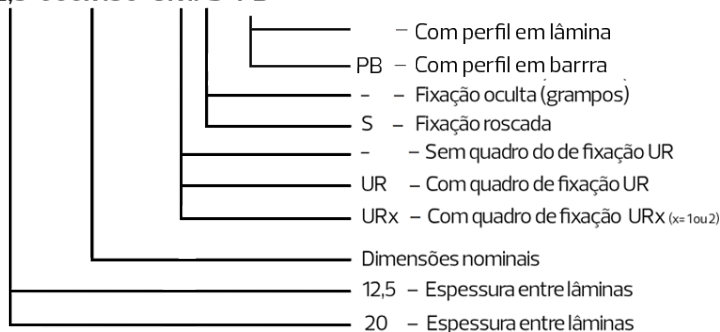 – Com perfil em lâmina
PB – Com perfil em barrra
- – Fixação oculta (grampos)
S – Fixação roscada
- – Sem quadro do de fixação UR
UR – Com quadro de fixação UR
URx – Com quadro de fixação URx (x=1ou2)
Dimensões nominais
12,5 – Espessura entre lâminas
20 – Espessura entre lâminas